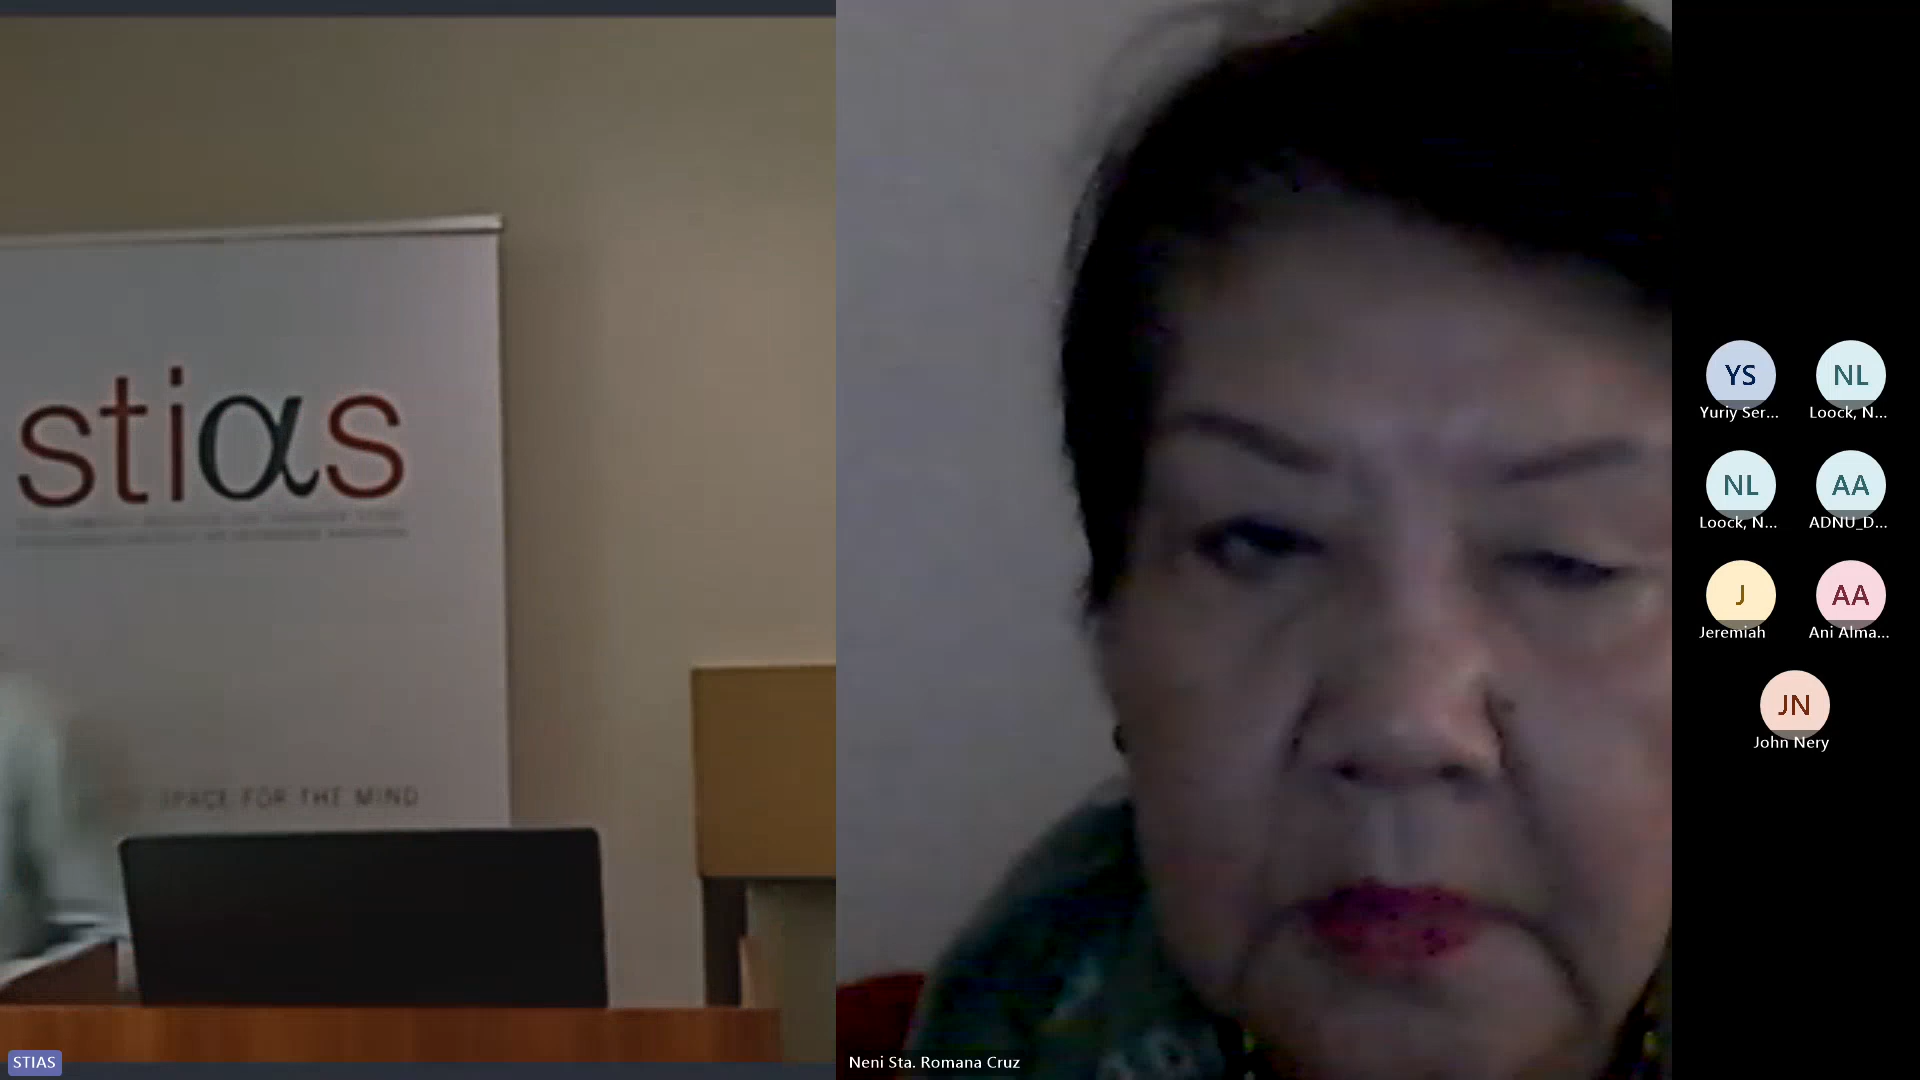 stiαs
SPACE FOR THE MIND
STIAS
Neni Sta. Romana Cruz
YS
Yuriy Ser...
NL
Loock, N...
NL
Loock, N...
AA
ADNU_D...
J
Jeremiah
AA
Ani Alma...
JN
John Nery